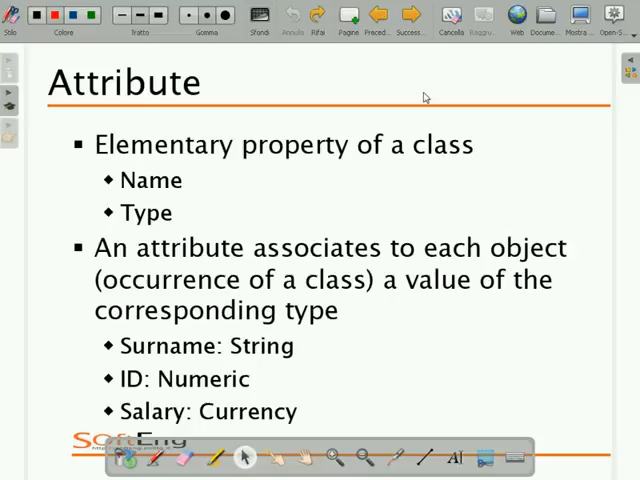 Stilo
Colore
Tratto
Gomma
Sfondi
Annulla
Rifai
Pagine
Preced...
Success...
Cancella
Raggru...
Web
Docume...
Mostra ...
Open-S...
Attribute
Elementary property of a class
Name
Type
An attribute associates to each object
(occurrence of a class) a value of the
corresponding type
Surname: String
ID: Numeric
Salary: Currency
SoftEng